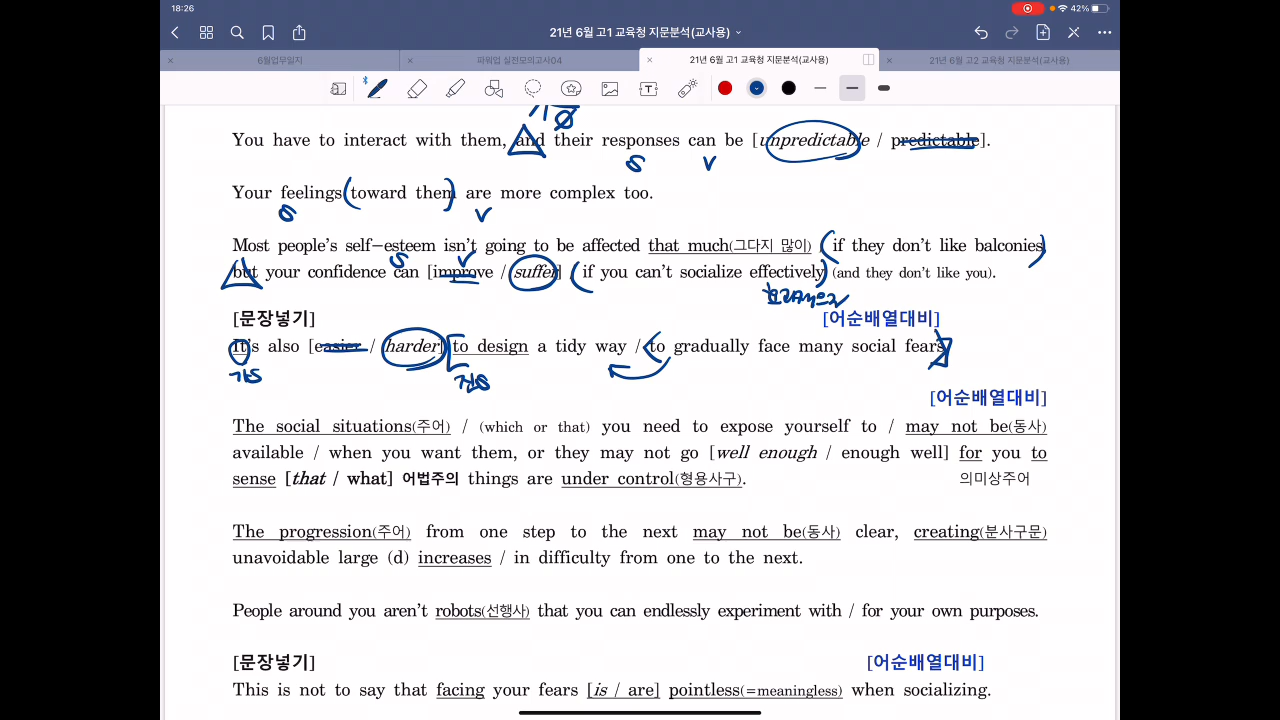 18:26
42%
21년 6월 고1 교육청 지문분석(교사용)
6월업무일지
파워업 실전모의고사04
21년 6월 고1 교육청 지문분석(교사용)
21년 6월 고2 교육청 지문분석(교사용)
You have to interact with them, and their responses can be [unpredictable / predictable].
S V
Your feelings (toward them) are more complex too.
S V
Most people's self-esteem isn't going to be affected that much(그다지 많이) / (if they don't like balconies)
S V
but your confidence can [improve / suffer] / (if you can't socialize effectively) (and they don't like you).
효과적으로
[문장넣기] [어순배열대비]
It's also [easier / harder] [to design a tidy way / to gradually face many social fears.
가S 진S
[어순배열대비]
The social situations(주어) / (which or that) you need to expose yourself to / may not be(동사)
available / when you want them, or they may not go [well enough / enough well] for you to
sense [that / what] 어법주의 things are under control(형용사구). 의미상주어
The progression(주어) from one step to the next may not be(동사) clear, creating(분사구문)
unavoidable large (d) increases / in difficulty from one to the next.
People around you aren't robots(선행사) that you can endlessly experiment with / for your own purposes.
[문장넣기] [어순배열대비]
This is not to say that facing your fears [is / are] pointless(=meaningless) when socializing.